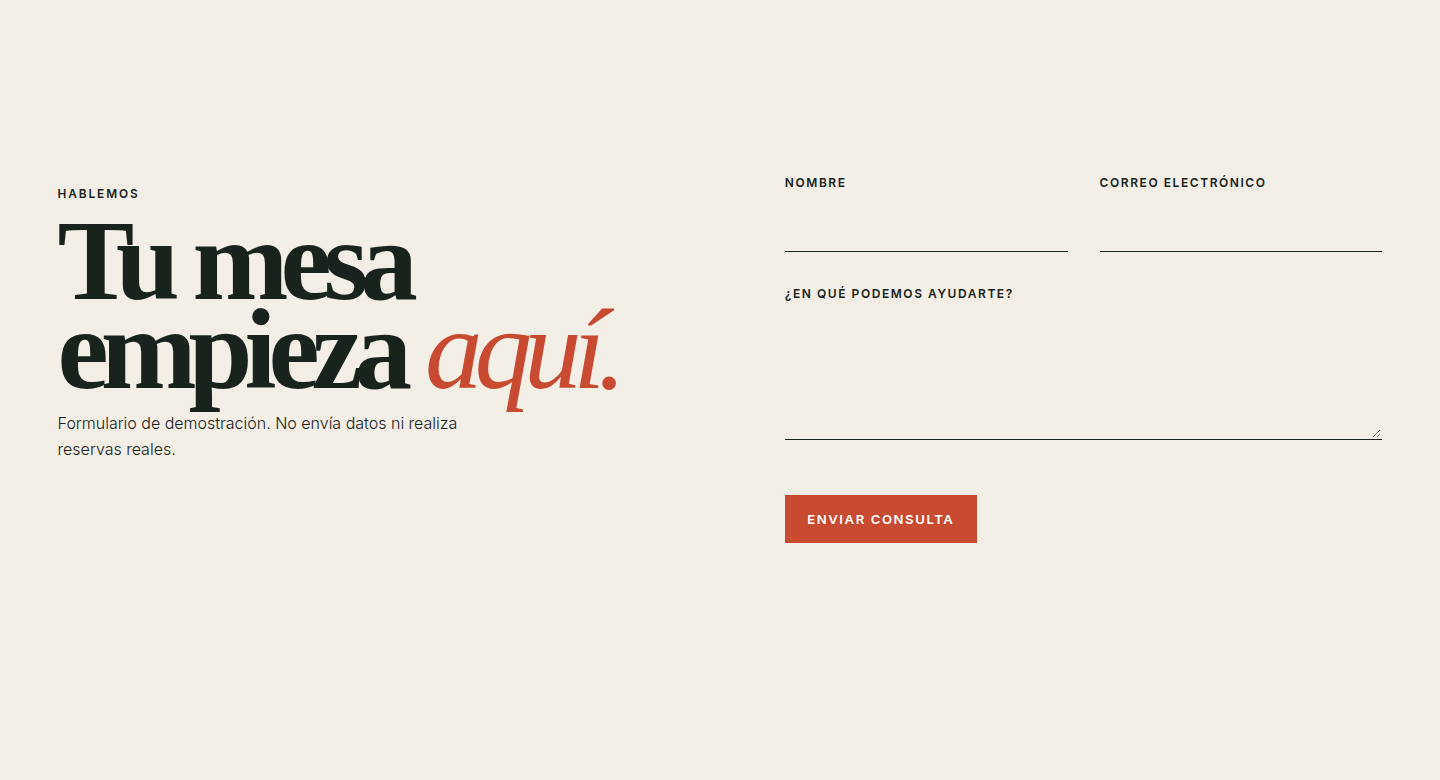 HABLEMOS
Tu mesa
empieza aquí.
Formulario de demostración. No envía datos ni realiza
reservas reales.
NOMBRE
CORREO ELECTRÓNICO
¿EN QUÉ PODEMOS AYUDARTE?
ENVIAR CONSULTA